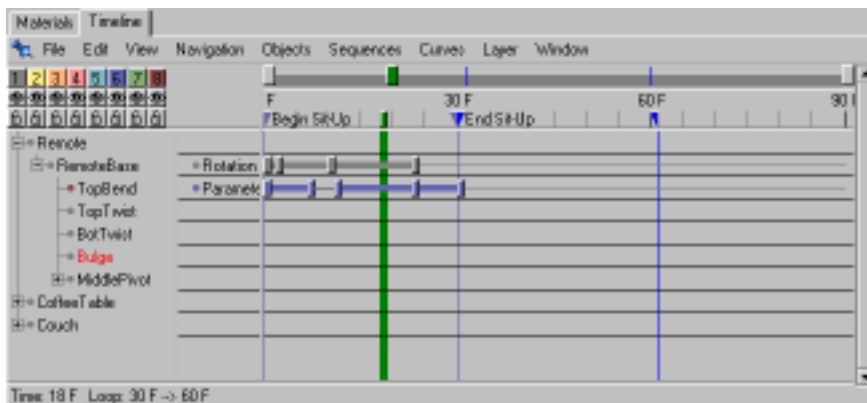 Materials Timeline
File Edit View Navigation Objects Sequences Curves Layer Window
1 2 3 4 5 6 7 8
F 30 F 60 F 90
Begin Sit-Up End Sit-Up
Remote
RemoteBase Rotation
TopBend Paramete
TopTwist
BotTwist
Bulge
MiddlePivot
CoffeeTable
Couch
Time: 18 F Loop: 30 F -> 60 F